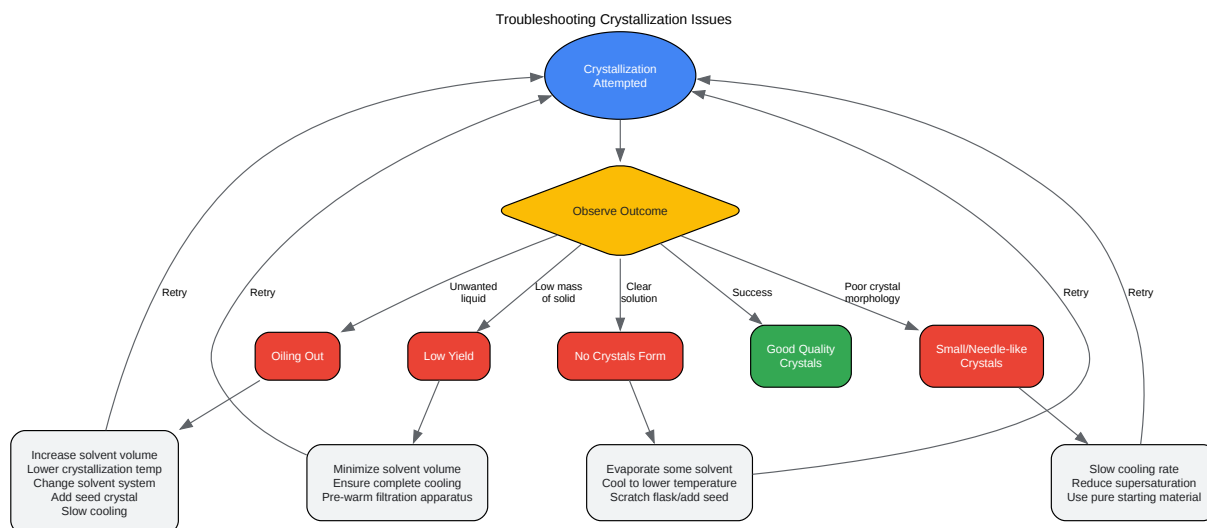 Troubleshooting Crystallization Issues
Crystallization
Attempted
Observe Outcome
Retry
Retry
Unwanted
liquid
Low mass
of solid
Clear
solution
Success
Poor crystal
morphology
Retry
Retry
Oiling Out
Low Yield
No Crystals Form
Good Quality
Crystals
Small/Needle-like
Crystals
Increase solvent volume
Lower crystallization temp
Change solvent system
Add seed crystal
Slow cooling
Minimize solvent volume
Ensure complete cooling
Pre-warm filtration apparatus
Evaporate some solvent
Cool to lower temperature
Scratch flask/add seed
Slow cooling rate
Reduce supersaturation
Use pure starting material